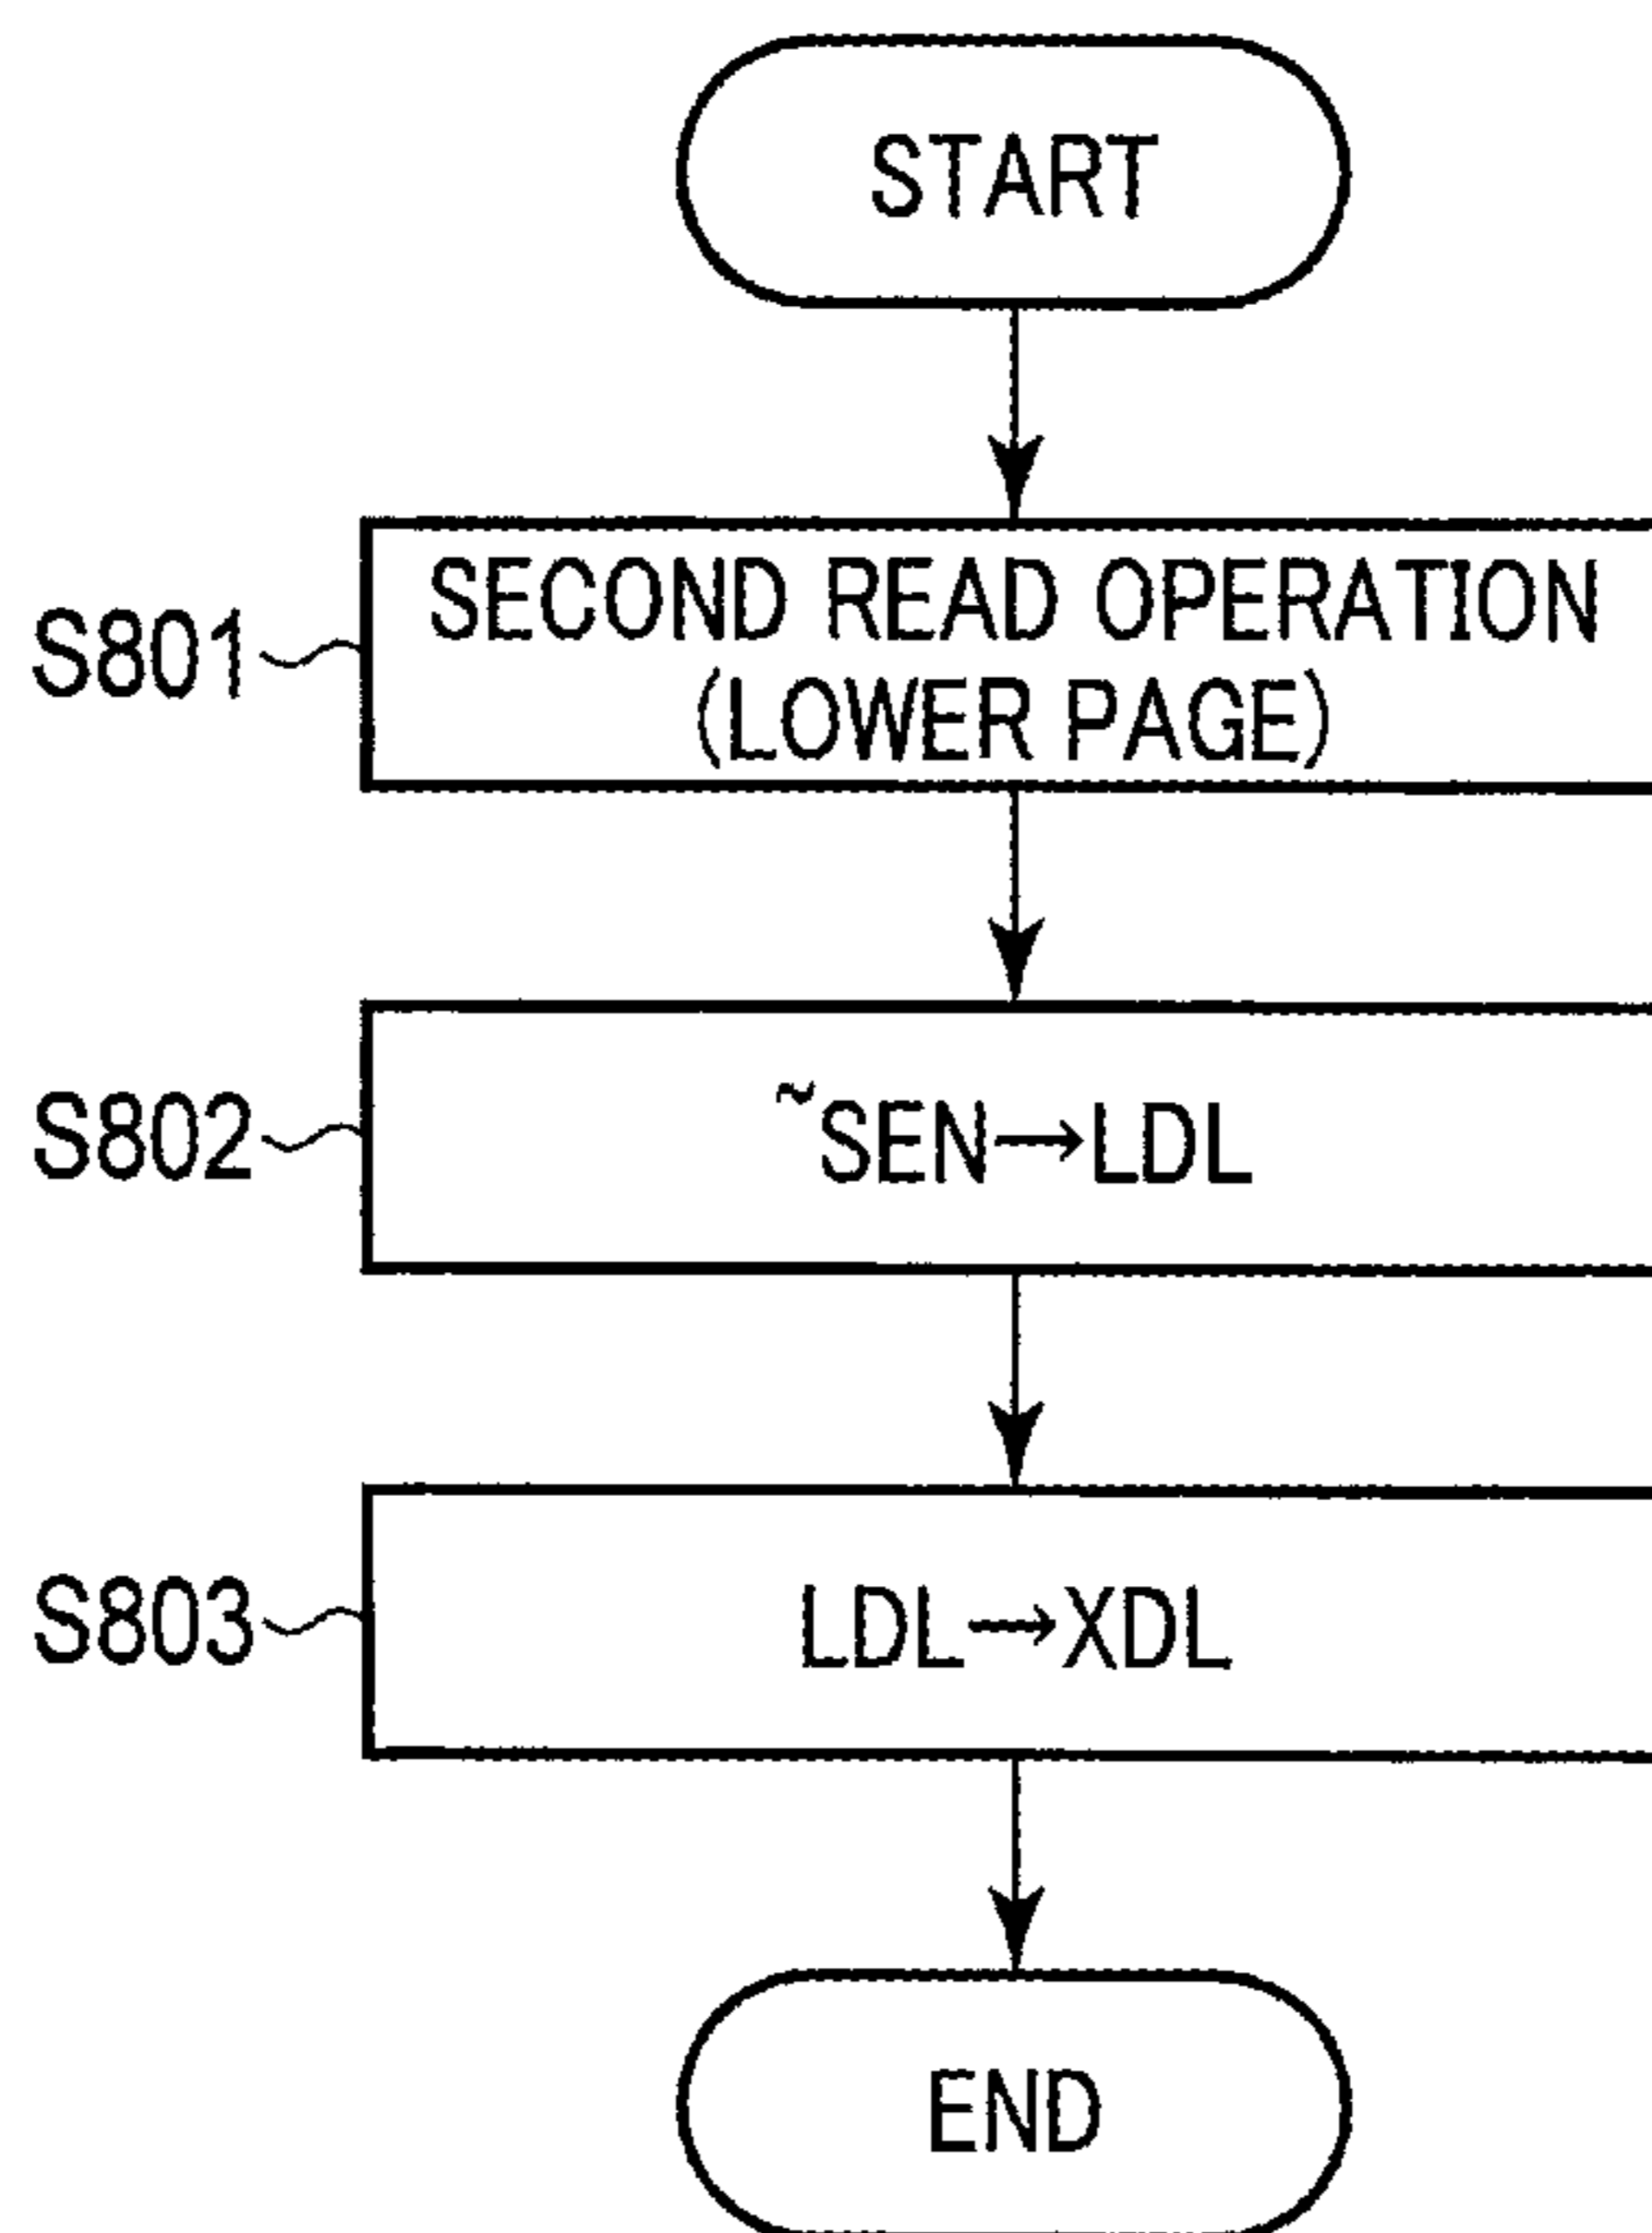 START
S801
SECOND READ OPERATION
(LOWER PAGE)
S802
~SEN→LDL
S803
LDL→XDL
END